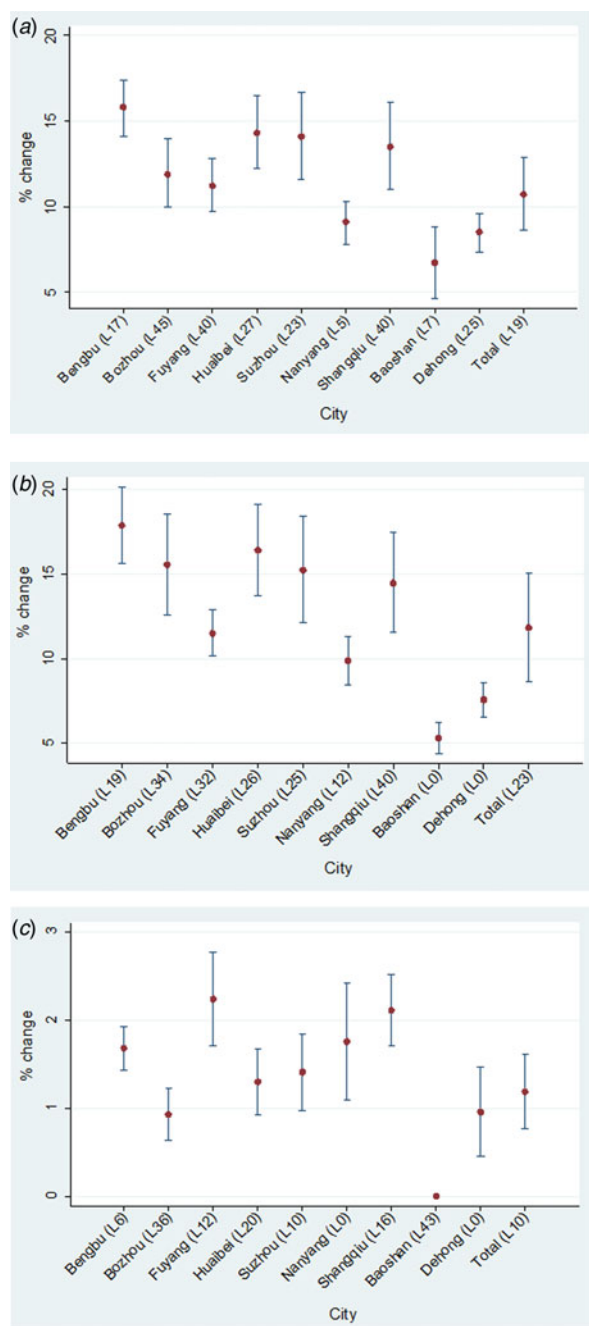 (a)
20
15
10
5
% change
Bengbu (L17)
Bozhou (L45)
Fuyang (L40)
Huaibei (L27)
Suzhou (L23)
Nanyang (L5)
Shangqiu (L40)
Baoshan (L7)
Dehong (L25)
Total (L19)
City
(b)
20
15
10
5
% change
Bengbu (L19)
Bozhou (L34)
Fuyang (L32)
Huaibei (L26)
Suzhou (L25)
Nanyang (L12)
Shangqiu (L40)
Baoshan (L0)
Dehong (L0)
Total (L23)
City
(c)
3
2
1
0
% change
Bengbu (L6)
Bozhou (L36)
Fuyang (L12)
Huaibei (L20)
Suzhou (L10)
Nanyang (L0)
Shangqiu (L16)
Baoshan (L43)
Dehong (L0)
Total (L10)
City